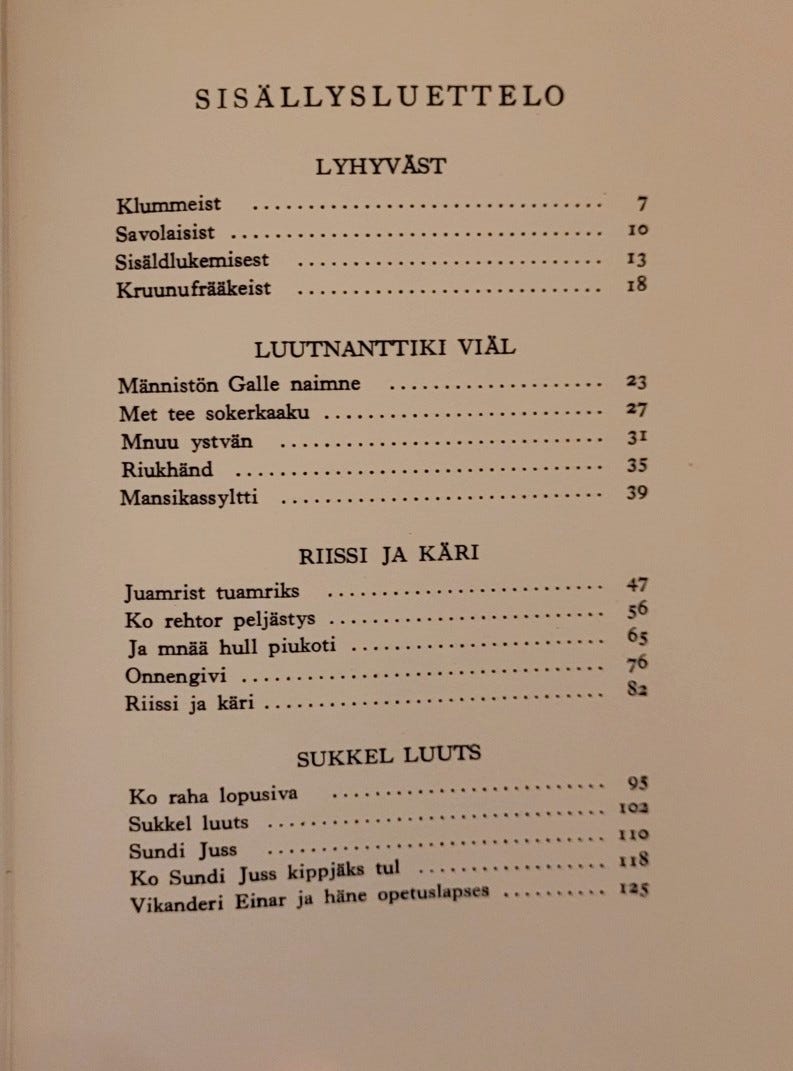 SISÄLLYSLUETTELO
LYHYVÄST
Klummeist ................................ 7
Savolaisist .................................. 10
Sisäldlukemisest ............................ 13
Kruunufrääkeist ............................ 18
LUUTNANTTIKI VIÄL
Männistön Galle naimne .................... 23
Met tee sokerkaaku .......................... 27
Mnuu ystvän .............................. 31
Riukhänd .................................. 35
Mansikassyltti .............................. 39
RIISSI JA KÄRI
Juamrist tuamriks .......................... 47
Ko rehtor peljästys .......................... 56
Ja mnää hull piukoti ........................ 65
Onnengivi .................................. 76
Riissi ja käri ................................ 82
SUKKEL LUUTS
Ko raha lopusiva .......................... 95
Sukkel luuts ................................ 102
Sundi Juss ................................ 110
Ko Sundi Juss kippjäks tul .................. 118
Vikanderi Einar ja häne opetuslapses .......... 125